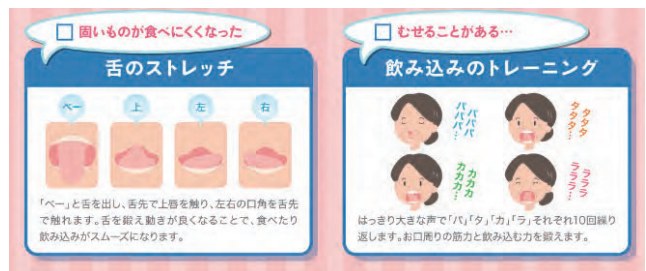 □ 固いものが食べにくくなった
舌のストレッチ
べー
上
左
右
「べー」と舌を出し、舌先で上唇を触り、左右の口角を舌先
で触れます。舌を鍛え動きが良くなることで、食べたり
飲み込みがスムーズになります。
□ むせることがある…
飲み込みのトレーニング
パパパ
パパパ…
タタタ
タタタ…
カカカ
カカカ…
ラララ
ラララ…
はっきり大きな声で「パ」「タ」「カ」「ラ」それぞれ10回繰り
返します。お口周りの筋力と飲み込む力を鍛えます。